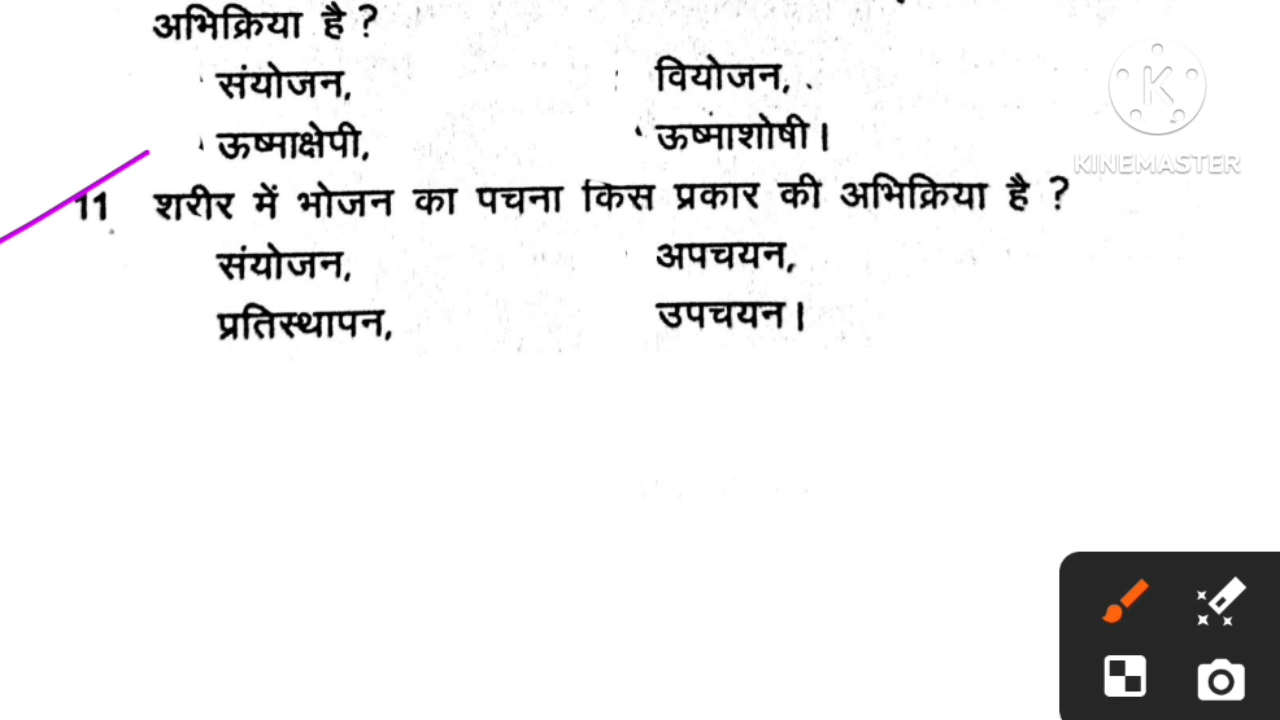 अभिक्रिया है ?
संयोजन, वियोजन,
ऊष्माक्षेपी, ऊष्माशोषी।
11 शरीर में भोजन का पचना किस प्रकार की अभिक्रिया है ?
संयोजन, अपचयन,
प्रतिस्थापन, उपचयन।
K
KINEMASTER